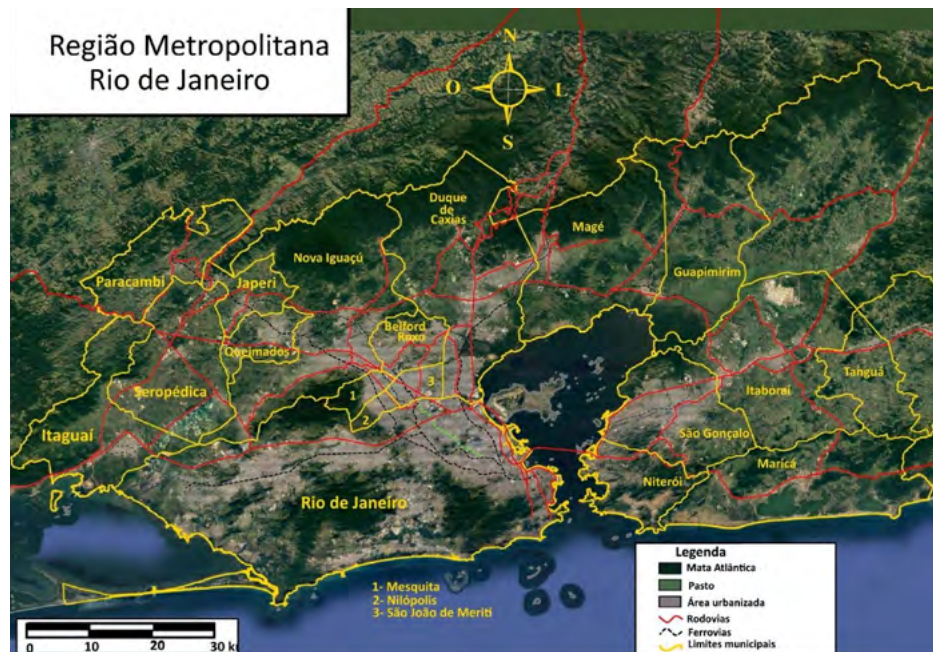 Região Metropolitana
Rio de Janeiro
N
O
L
S
Duque
de
Caxias
Magé
Nova Iguaçú
Guapimirim
Paracambi
Japeri
Belford
Roxo
Queimados
Seropédica
1
2
3
Itaguaí
Itaboraí
Tanguá
São Gonçalo
Maricá
Niterói
Rio de Janeiro
1- Mesquita
2- Nilópolis
3- São João de Meriti
Legenda
Mata Atlântica
Pasto
Área urbanizada
Rodovias
Ferrovias
Limites municipais
0 10 20 30 k